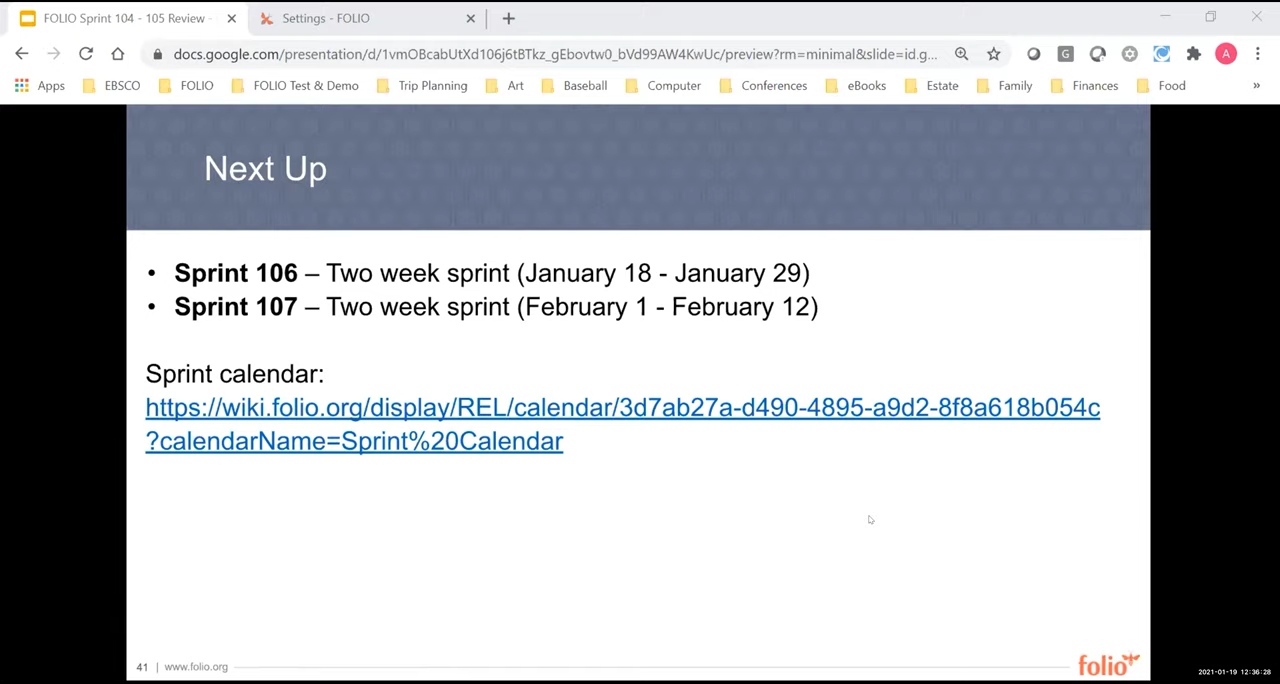 FOLIO Sprint 104 - 105 Review -
Settings - FOLIO
docs.google.com/presentation/d/1vmOBcabUtXd106j6tBTkz_gEbovtw0_bVd99AW4KwUc/preview?rm=minimal&slide=id.g...
G
A
Apps EBSCO FOLIO FOLIO Test & Demo Trip Planning Art Baseball Computer Conferences eBooks Estate Family Finances Food »
Next Up
• Sprint 106 – Two week sprint (January 18 - January 29)
• Sprint 107 – Two week sprint (February 1 - February 12)
Sprint calendar:
https://wiki.folio.org/display/REL/calendar/3d7ab27a-d490-4895-a9d2-8f8a618b054c
?calendarName=Sprint%20Calendar
41 | www.folio.org
folio
2021-01-19 12:36:28